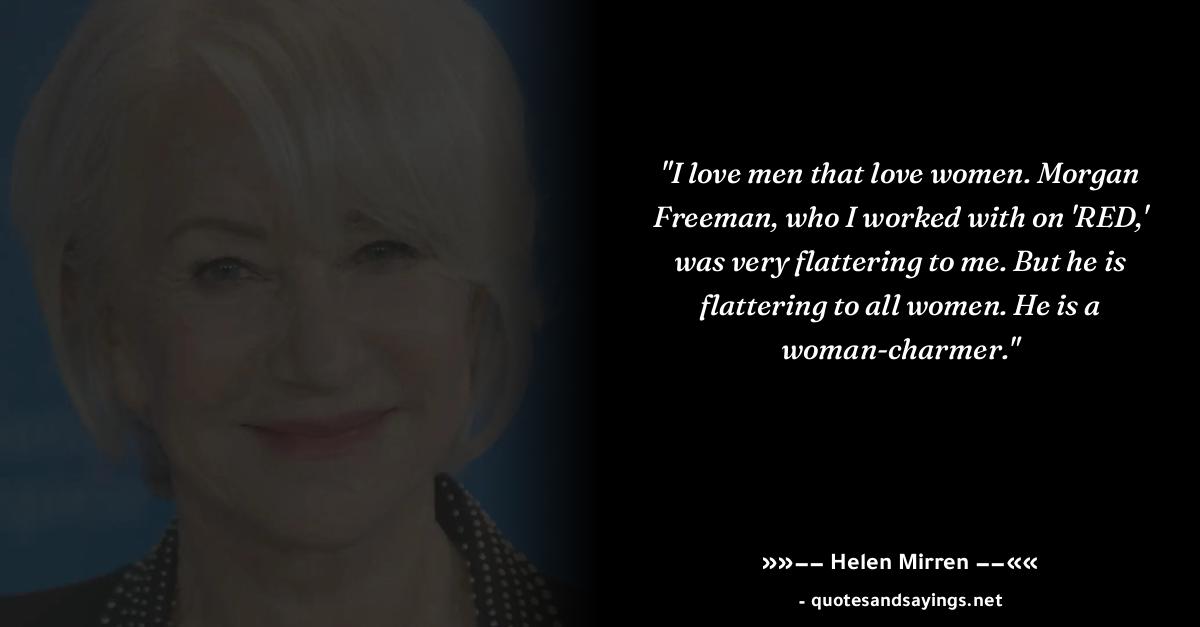 "I love men that love women. Morgan
Freeman, who I worked with on 'RED,'
was very flattering to me. But he is
flattering to all women. He is a
woman-charmer."
»»−− Helen Mirren −−««
- quotesandsayings.net